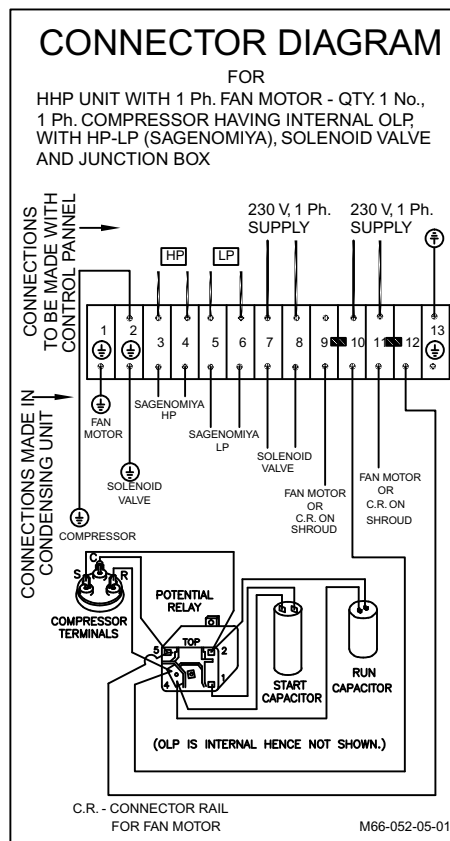 CONNECTOR DIAGRAM
FOR
HHP UNIT WITH 1 Ph. FAN MOTOR - QTY. 1 No.,
1 Ph. COMPRESSOR HAVING INTERNAL OLP,
WITH HP-LP (SAGENOMIYA), SOLENOID VALVE
AND JUNCTION BOX
CONNECTIONS
TO BE MADE WITH
CONTROL PANNEL
HP
LP
230 V, 1 Ph.
SUPPLY
230 V, 1 Ph.
SUPPLY
1 2 3 4 5 6 7 8 9 10 11 12 13
CONNECTIONS MADE IN
CONDENSING UNIT
FAN
MOTOR
SOLENOID
VALVE
COMPRESSOR
SAGENOMIYA
HP
SAGENOMIYA
LP
SOLENOID
VALVE
FAN MOTOR
OR
C.R. ON
SHROUD
FAN MOTOR
OR
C.R. ON
SHROUD
C
S R
COMPRESSOR
TERMINALS
POTENTIAL
RELAY
TOP
5 2
4 1
START
CAPACITOR
RUN
CAPACITOR
(OLP IS INTERNAL HENCE NOT SHOWN.)
C.R. - CONNECTOR RAIL
FOR FAN MOTOR
M66-052-05-01